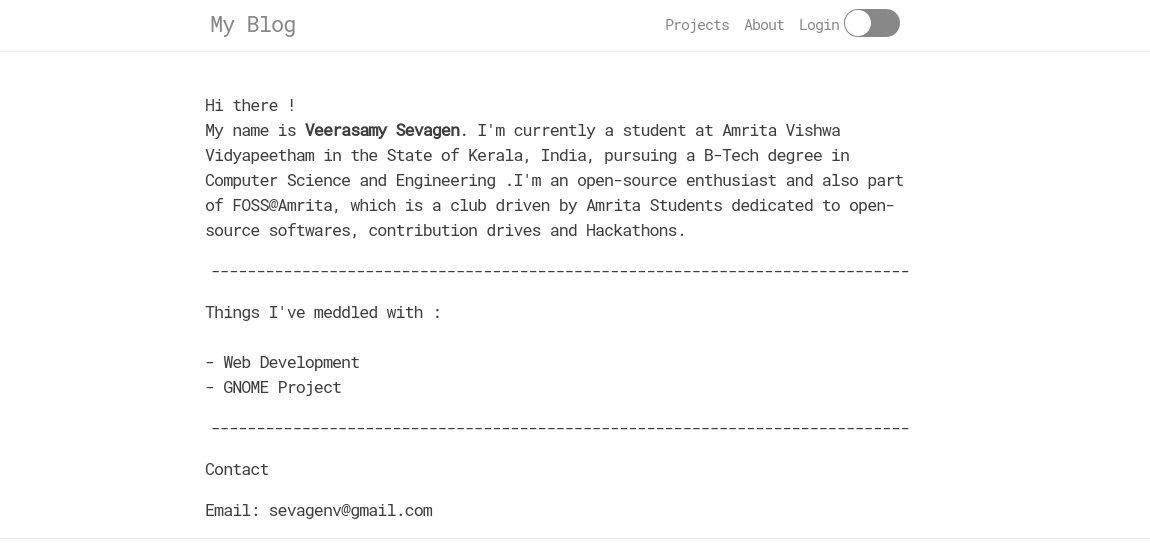 My Blog
Projects About Login
Hi there !
My name is Veerasamy Sevagen. I'm currently a student at Amrita Vishwa
Vidyapeetham in the State of Kerala, India, pursuing a B-Tech degree in
Computer Science and Engineering .I'm an open-source enthusiast and also part
of FOSS@Amrita, which is a club driven by Amrita Students dedicated to open-
source softwares, contribution drives and Hackathons.
-----------------------------------------------------------------------------
Things I've meddled with :
- Web Development
- GNOME Project
-----------------------------------------------------------------------------
Contact
Email: sevagenv@gmail.com